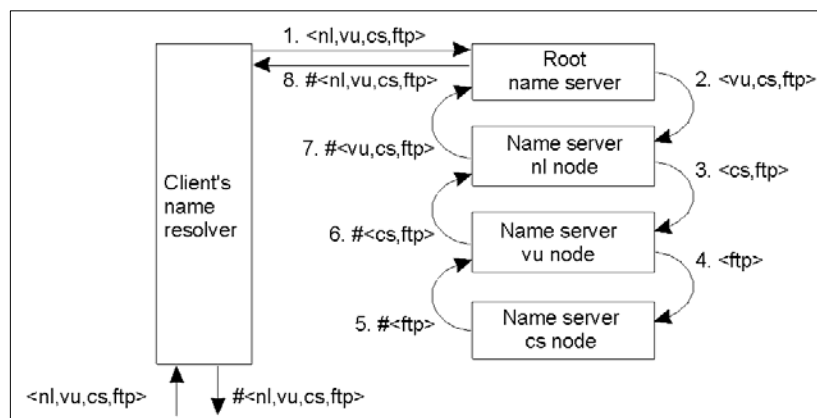 1. <nl,vu,cs,ftp>
Root
name server
8. #<nl,vu,cs,ftp>
2. <vu,cs,ftp>
7. #<vu,cs,ftp>
Name server
nl node
3. <cs,ftp>
Client's
name
resolver
6. #<cs,ftp>
Name server
vu node
4. <ftp>
5. #<ftp>
Name server
cs node
<nl,vu,cs,ftp>
#<nl,vu,cs,ftp>